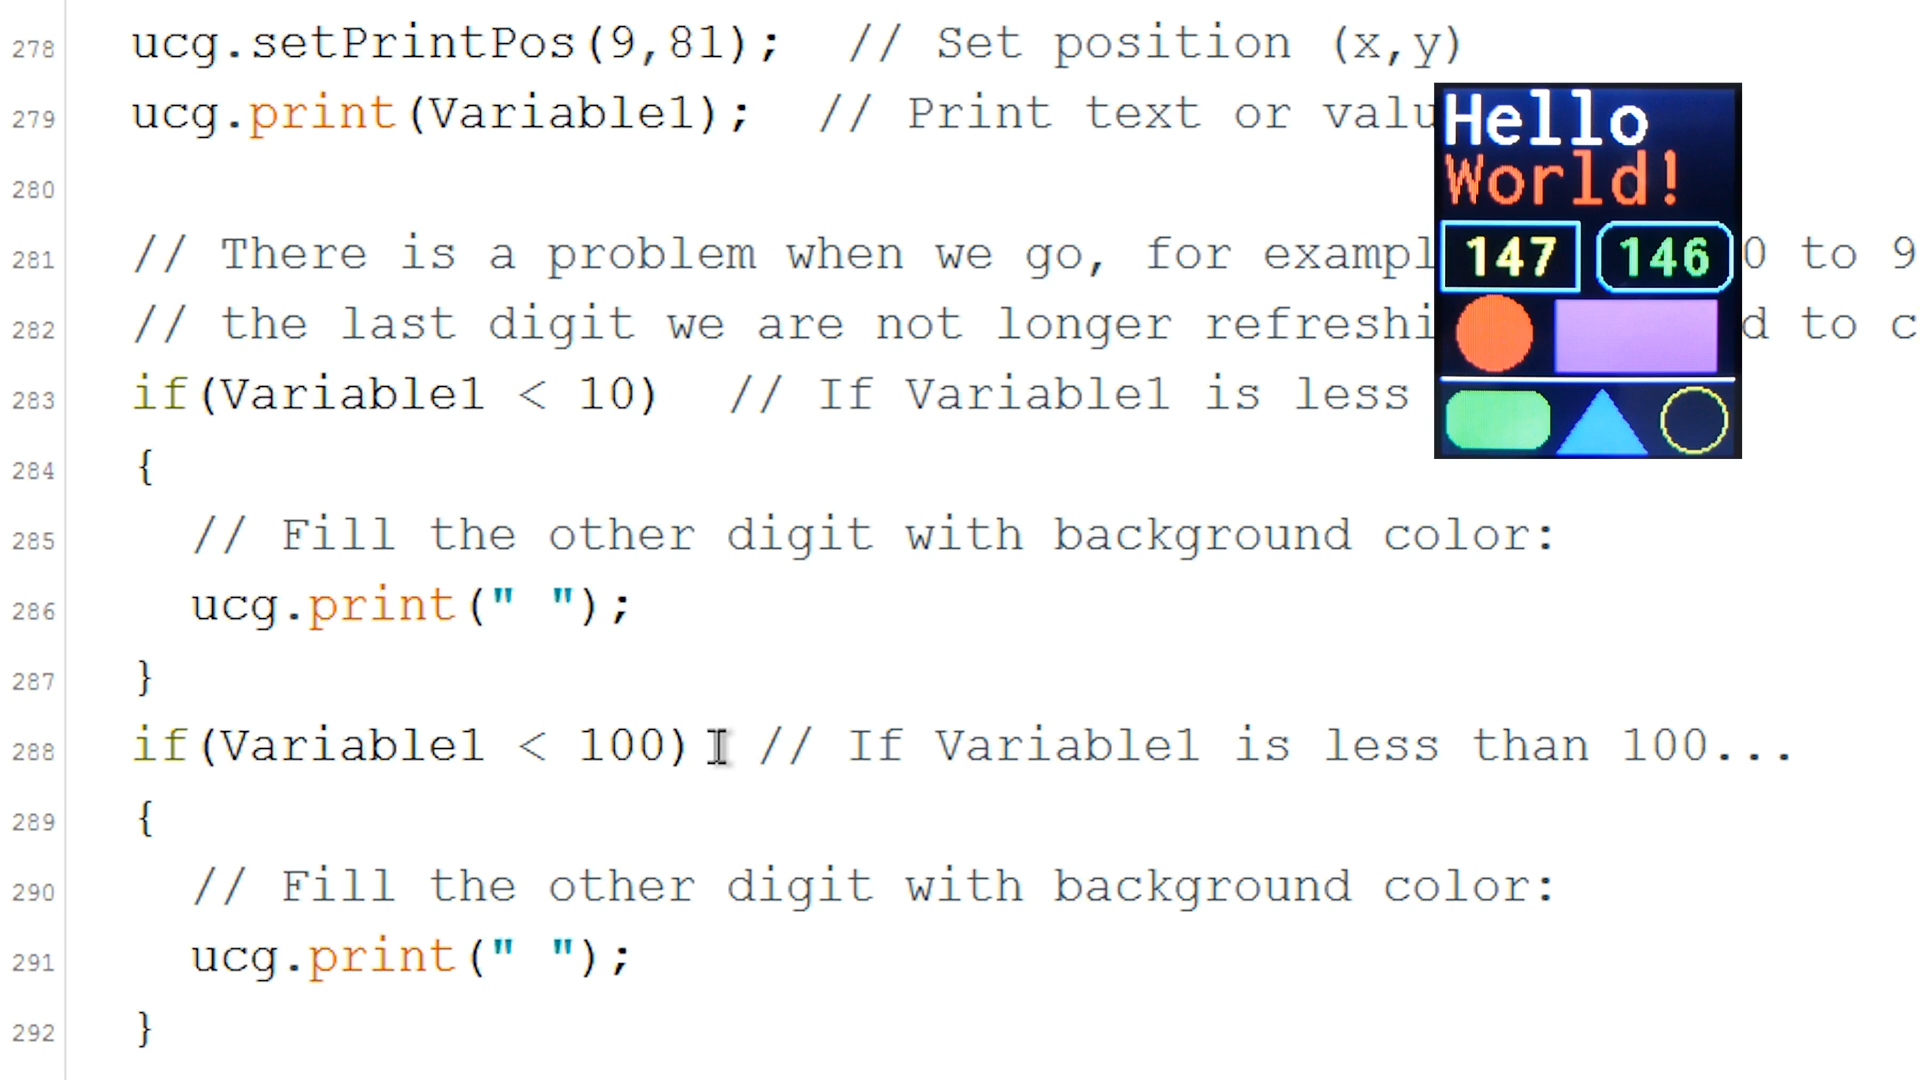 278 ucg.setPrintPos(9,81);  // Set position (x,y)
279 ucg.print(Variable1);  // Print text or valu
280
281 // There is a problem when we go, for exampl 0 to 9
282 // the last digit we are not longer refreshi d to c
283 if(Variable1 < 10)  // If Variable1 is less
284 {
285 // Fill the other digit with background color:
286 ucg.print(" ");
287 }
288 if(Variable1 < 100)  // If Variable1 is less than 100...
289 {
290 // Fill the other digit with background color:
291 ucg.print(" ");
292 }
Hello
World!
147 146